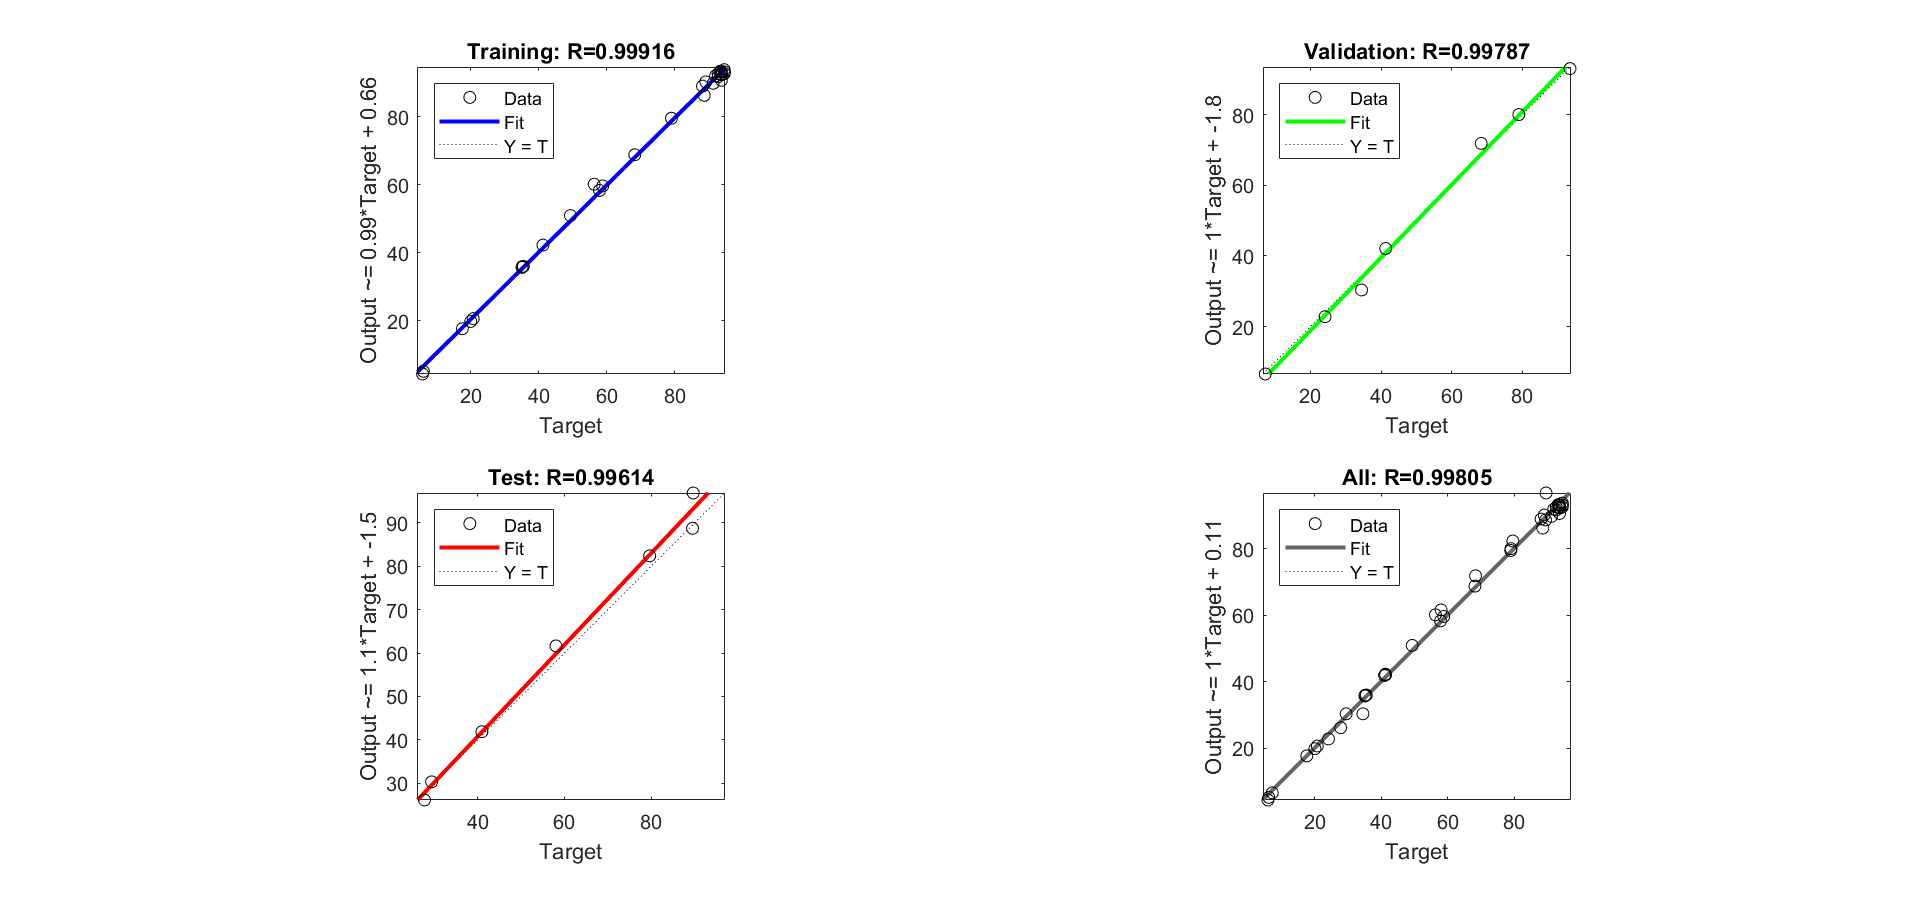 Training: R=0.99916
Output ~= 0.99*Target + 0.66
80
60
40
20
Data
Fit
Y = T
20 40 60 80
Target
Validation: R=0.99787
Output ~= 1*Target + -1.8
80
60
40
20
Data
Fit
Y = T
20 40 60 80
Target
Test: R=0.99614
Output ~= 1.1*Target + -1.5
90
80
70
60
50
40
30
Data
Fit
Y = T
40 60 80
Target
All: R=0.99805
Output ~= 1*Target + 0.11
80
60
40
20
Data
Fit
Y = T
20 40 60 80
Target